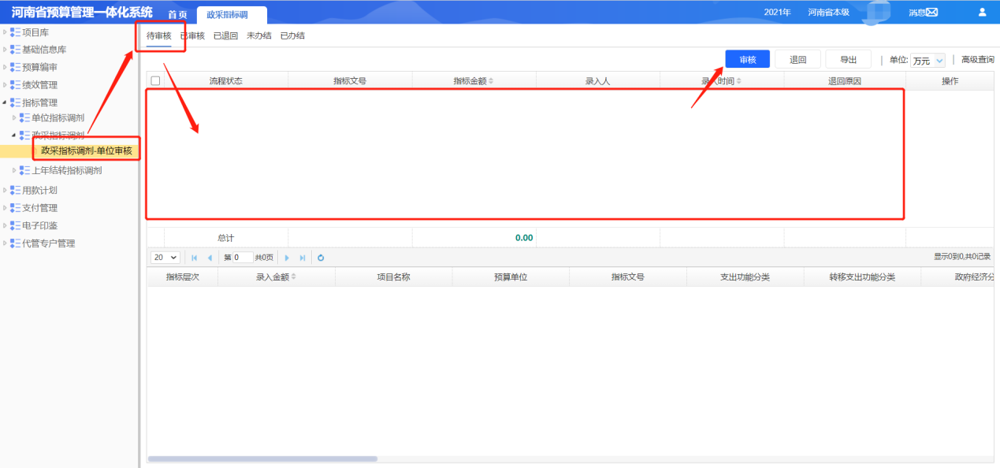 河南省预算管理一体化系统 首页 政采指标调 2021年 河南省本级 消息
项目库
基础信息库
预算编审
绩效管理
指标管理
单位指标调剂
政采指标调剂
政采指标调剂-单位审核
上年结转指标调剂
用款计划
支付管理
电子印鉴
代管专户管理
待审核 已审核 已退回 未办结 已办结
审核 退回 导出 | 单位: 万元 | 高级查询
流程状态 指标文号 指标金额 录入人 录入时间 退回原因 操作
总计 0.00
20 第 0 共0页 显示0到0,共0记录
指标层次 录入金额 项目名称 预算单位 指标文号 支出功能分类 转移支出功能分类 政府经济分